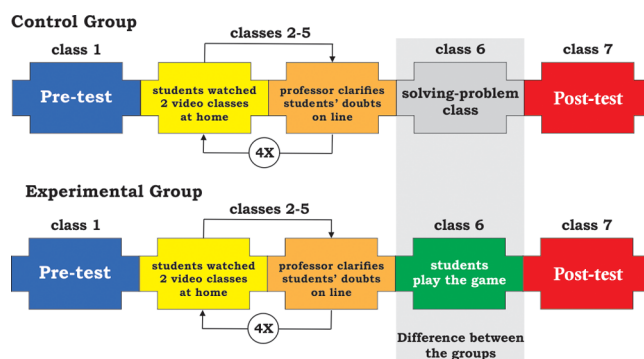 Control Group
class 1
classes 2-5
class 6
class 7
Pre-test
students watched
2 video classes
at home
professor clarifies
students' doubts
on line
solving-problem
class
Post-test
4X
Experimental Group
class 1
classes 2-5
class 6
class 7
Pre-test
students watched
2 video classes
at home
professor clarifies
students' doubts
on line
students
play the game
Post-test
4X
Difference between
the groups